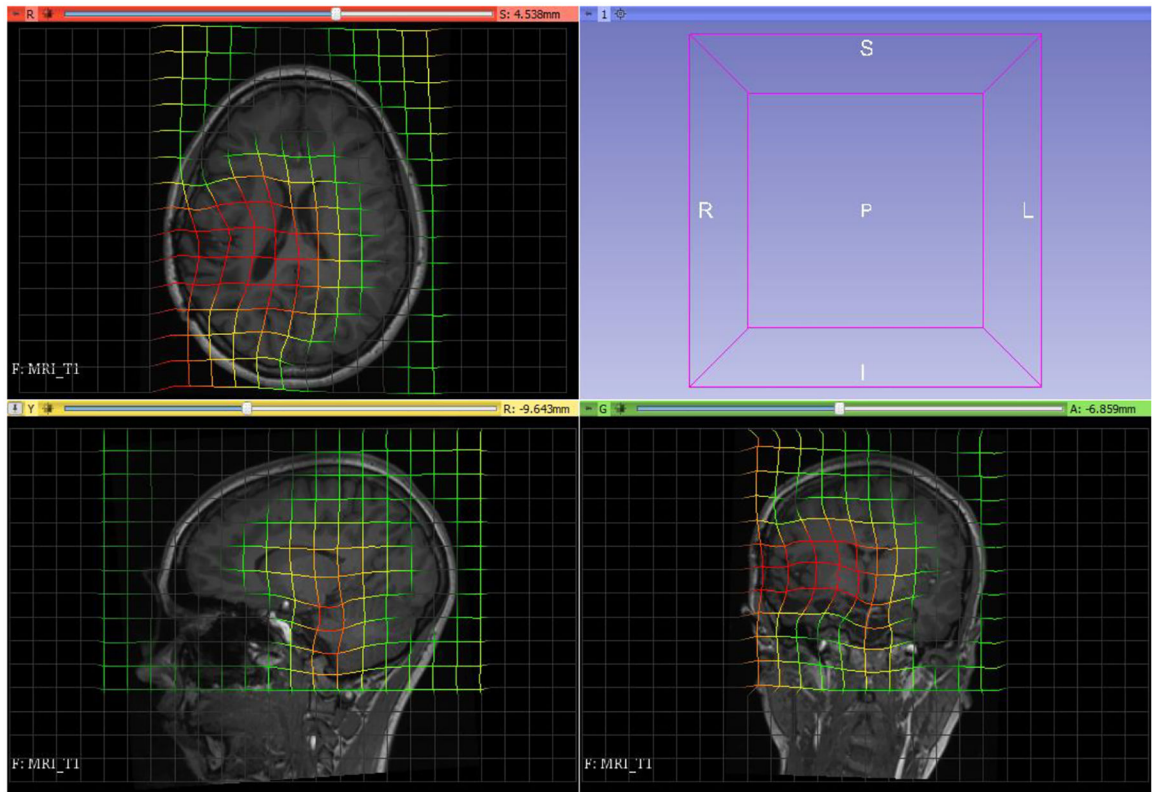 R
S: 4.538mm
1
S
R
P
L
I
F: MRI_T1
Y
R: -9.643mm
G
A: -6.859mm
F: MRI_T1
F: MRI_T1